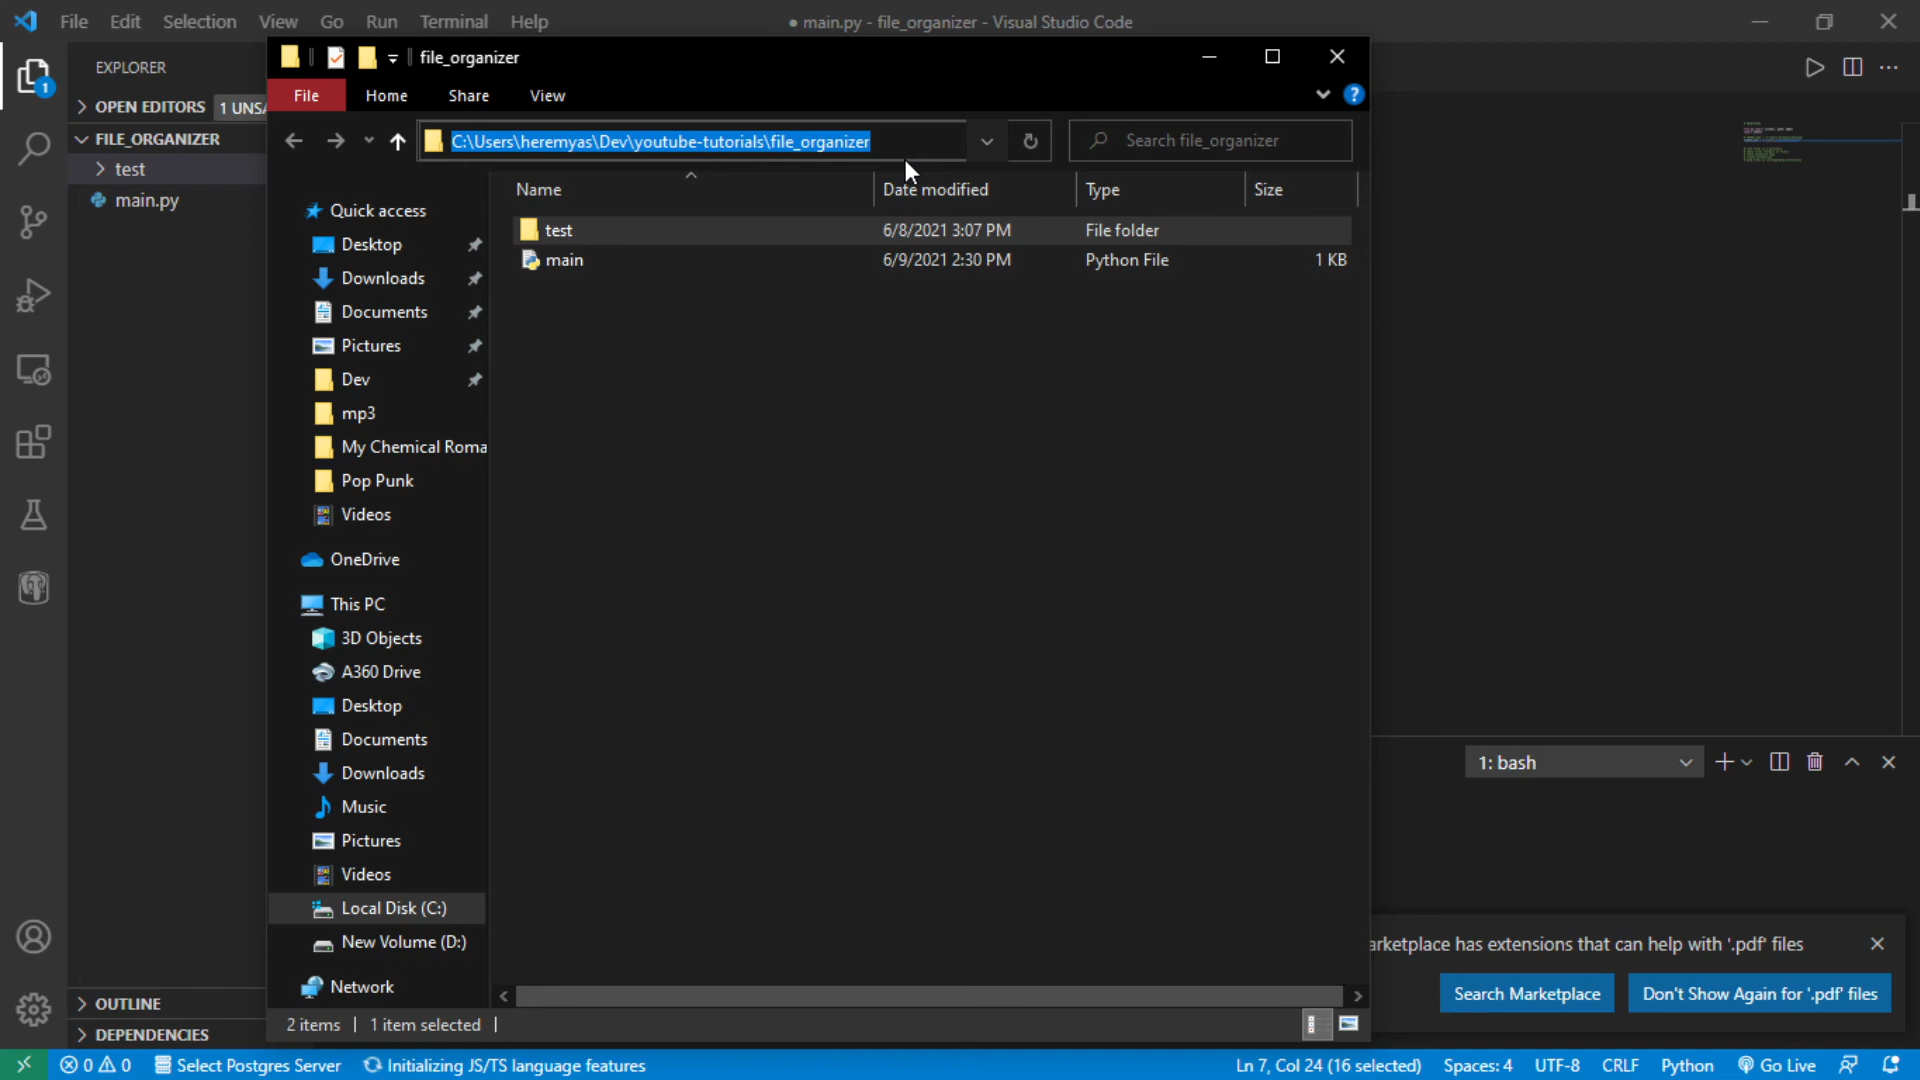 File Edit Selection View Go Run Terminal Help
● main.py - file_organizer - Visual Studio Code
EXPLORER
OPEN EDITORS 1 UNSA
FILE_ORGANIZER
test
main.py
OUTLINE
DEPENDENCIES
1
file_organizer
File Home Share View
C:\Users\heremyas\Dev\youtube-tutorials\file_organizer
Search file_organizer
Name Date modified Type Size
test 6/8/2021 3:07 PM File folder
main 6/9/2021 2:30 PM Python File 1 KB
Quick access
Desktop
Downloads
Documents
Pictures
Dev
mp3
My Chemical Roma
Pop Punk
Videos
OneDrive
This PC
3D Objects
A360 Drive
Desktop
Documents
Downloads
Music
Pictures
Videos
Local Disk (C:)
New Volume (D:)
Network
2 items 1 item selected
1: bash
arketplace has extensions that can help with '.pdf' files
Search Marketplace Don't Show Again for '.pdf' files
0 0 Select Postgres Server Initializing JS/TS language features
Ln 7, Col 24 (16 selected) Spaces: 4 UTF-8 CRLF Python Go Live